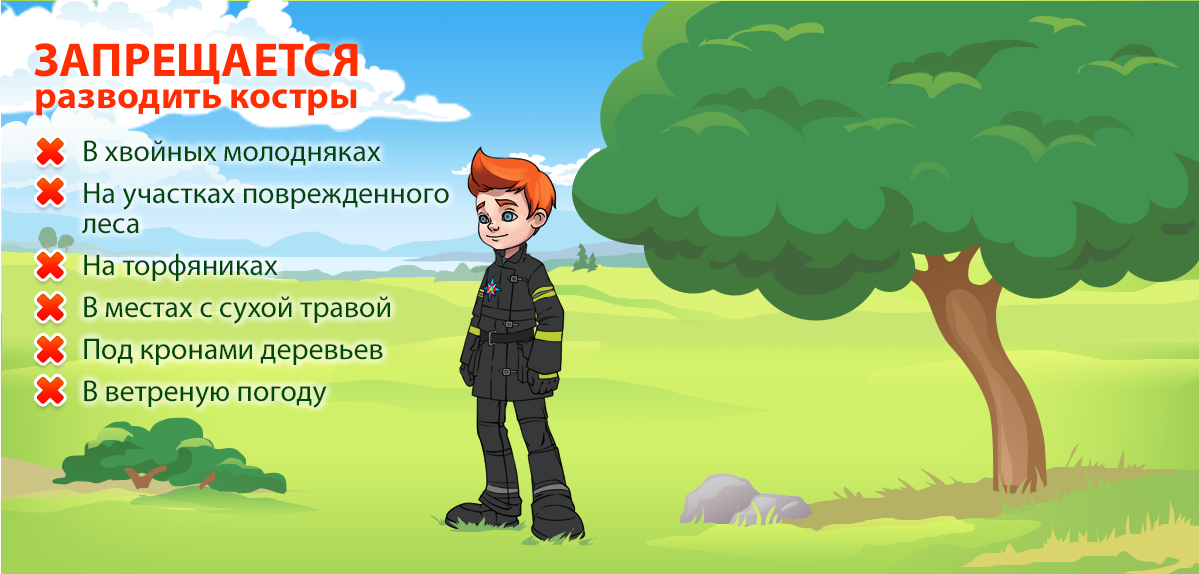 ЗАПРЕЩАЕТСЯ
разводить костры
В хвойных молодняках
На участках поврежденного
леса
На торфяниках
В местах с сухой травой
Под кронами деревьев
В ветреную погоду